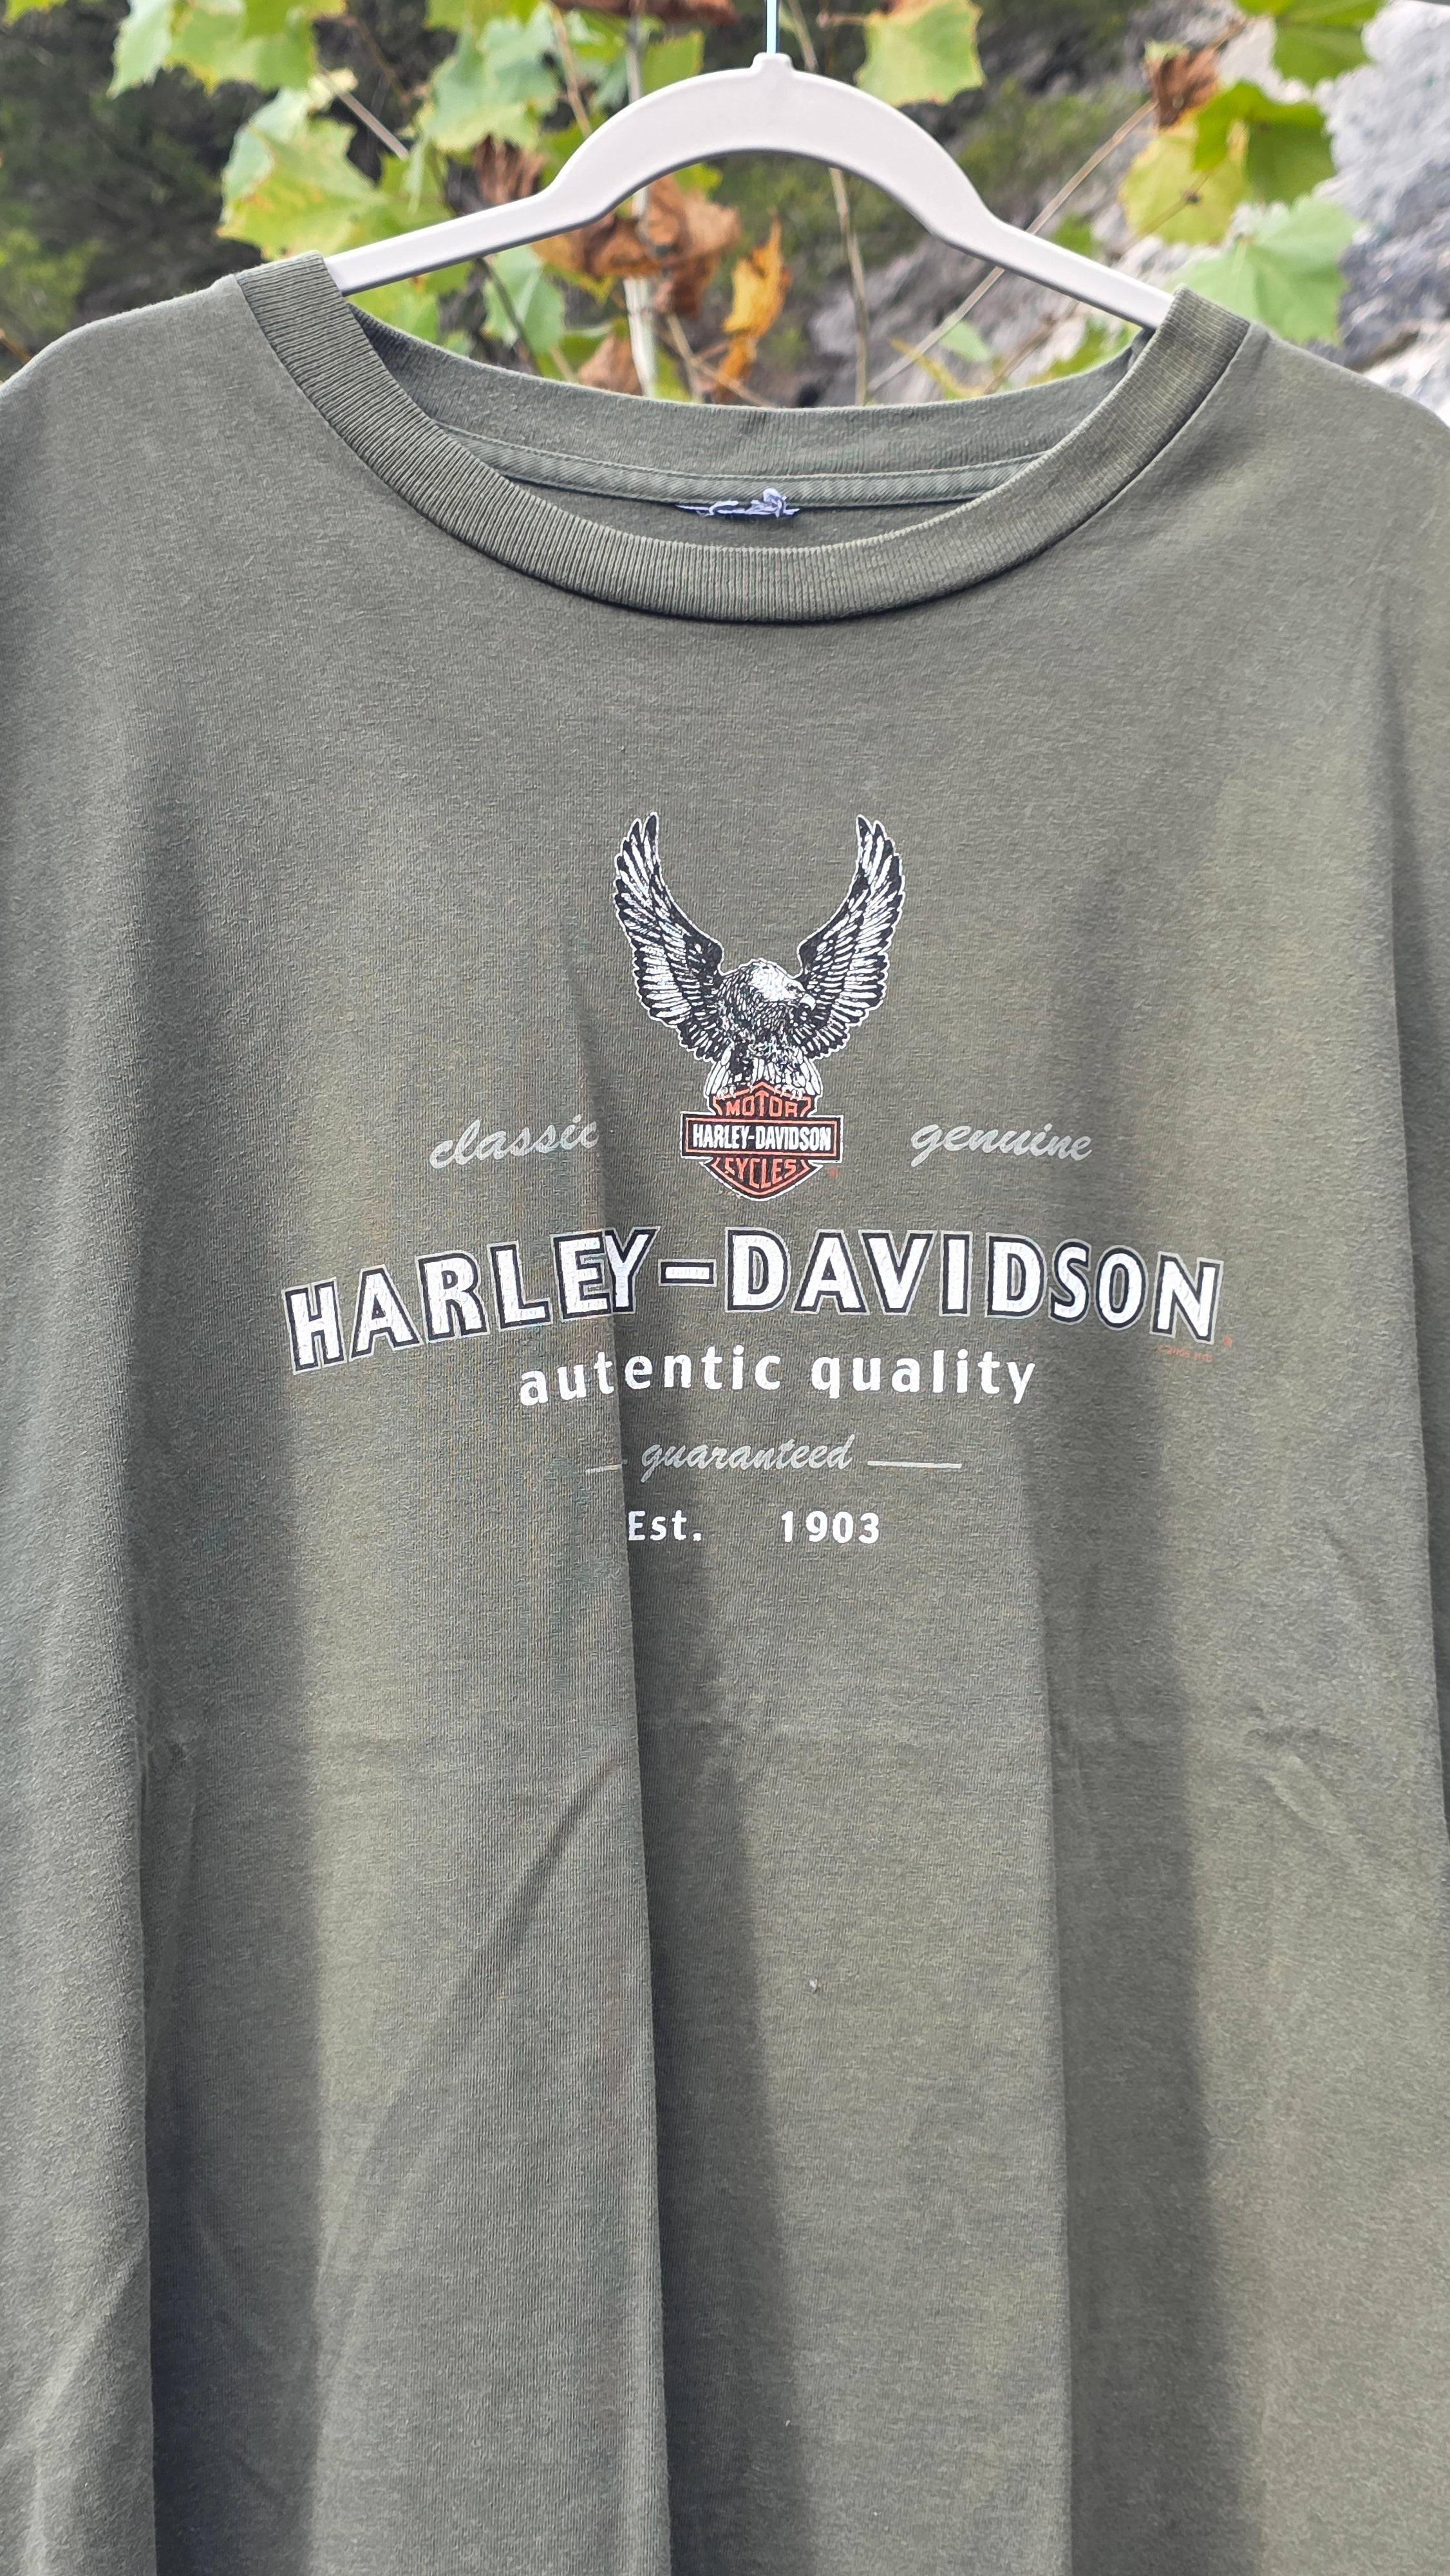 MOTOR
HARLEY-DAVIDSON
CYCLES
classic genuine
HARLEY-DAVIDSON
autentic quality
guaranteed
Est. 1903